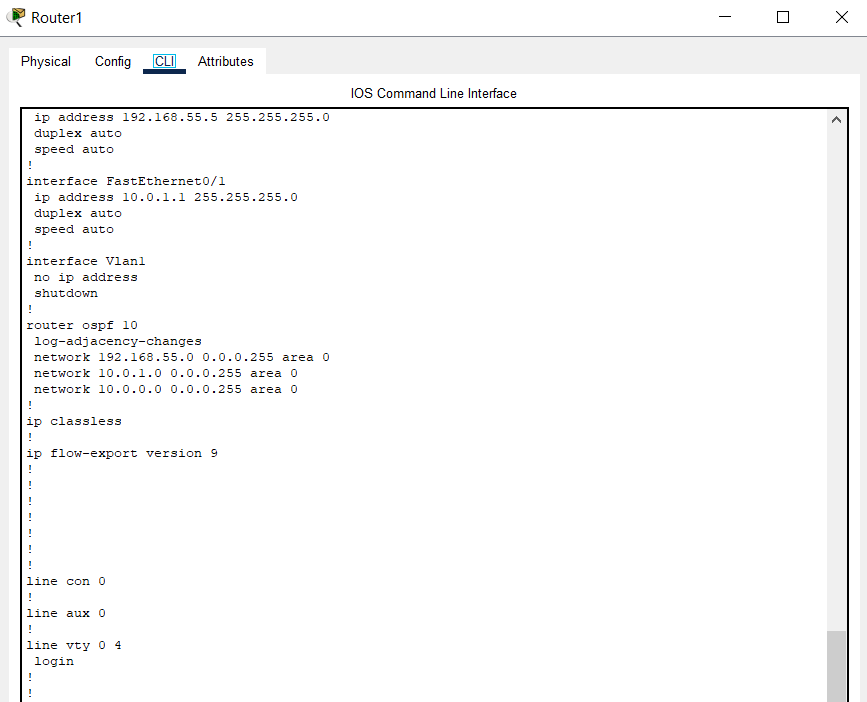 Router1
Physical Config CLI Attributes
IOS Command Line Interface
 ip address 192.168.55.5 255.255.255.0
 duplex auto
 speed auto
!
interface FastEthernet0/1
 ip address 10.0.1.1 255.255.255.0
 duplex auto
 speed auto
!
interface Vlan1
 no ip address
 shutdown
!
router ospf 10
 log-adjacency-changes
 network 192.168.55.0 0.0.0.255 area 0
 network 10.0.1.0 0.0.0.255 area 0
 network 10.0.0.0 0.0.0.255 area 0
!
ip classless
!
ip flow-export version 9
!
!
!
!
!
!
!
line con 0
!
line aux 0
!
line vty 0 4
 login
!
!